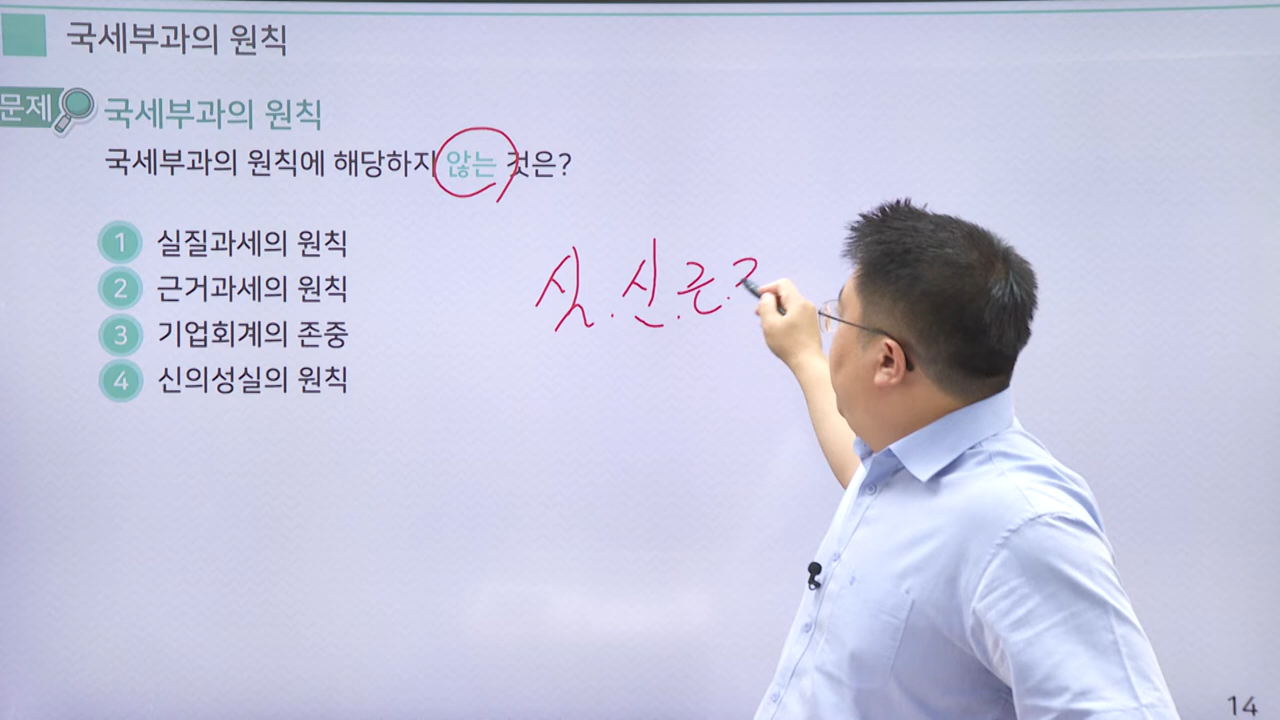 국세부과의 원칙
문제
국세부과의 원칙
국세부과의 원칙에 해당하지 않는 것은?
1 실질과세의 원칙
2 근거과세의 원칙
3 기업회계의 존중
4 신의성실의 원칙
실.신.근.
14